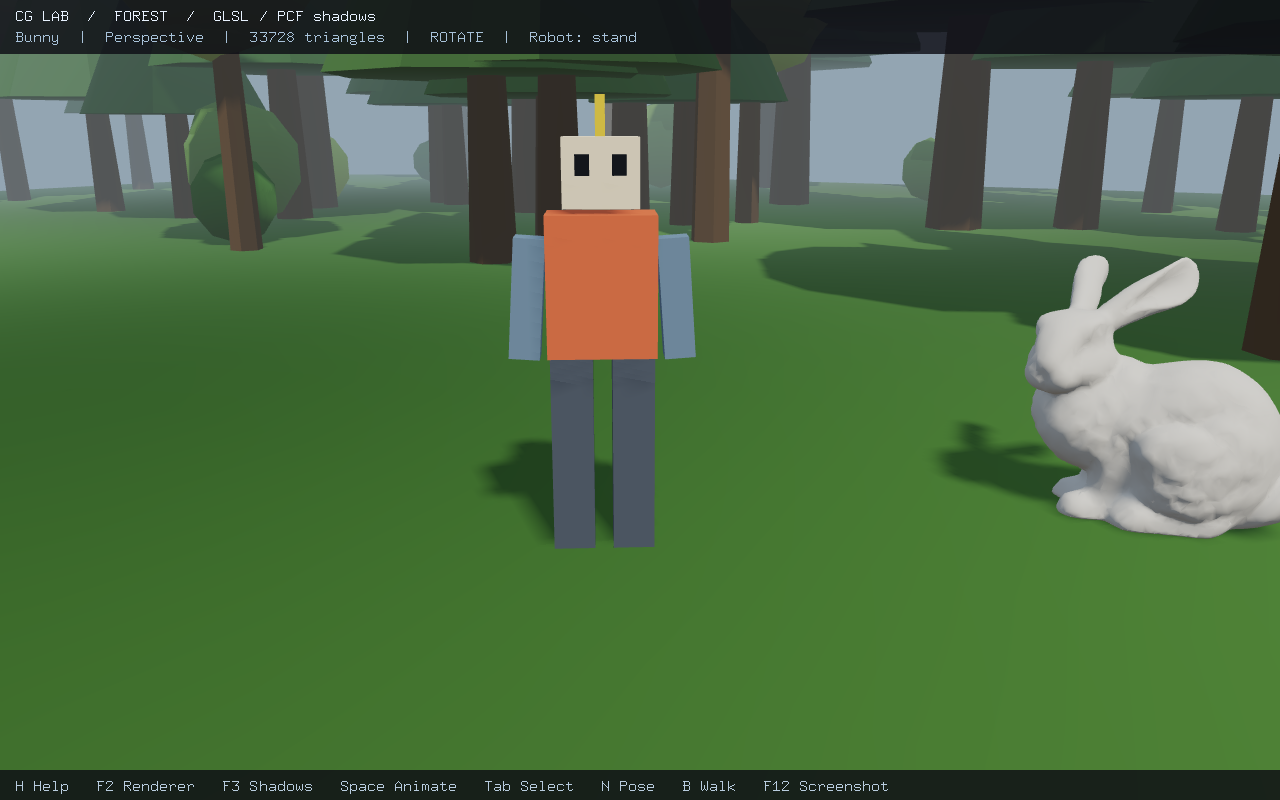 CG LAB / FOREST / GLSL / PCF shadows
Bunny | Perspective | 33728 triangles | ROTATE | Robot: stand
H Help F2 Renderer F3 Shadows Space Animate Tab Select N Pose B Walk F12 Screenshot